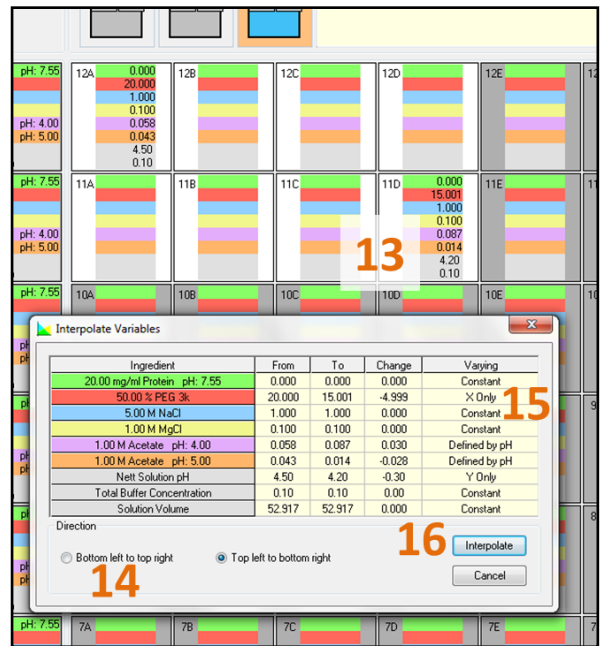 pH: 7.55 12A 0.000 12B 12C 12D 12E 12
20.000
1.000
0.100
pH: 4.00 0.058
pH: 5.00 0.043
4.50
0.10
pH: 7.55 11A 11B 11C 11D 0.000 11E 11
15.001
1.000
0.100
pH: 4.00 0.087
pH: 5.00 0.014
13
4.20
0.10
pH: 7.55 10A 10B 10C 10D 10E 10
Interpolate Variables
Ingredient From To Change Varying
20.00 mg/ml Protein pH: 7.55 0.000 0.000 0.000 Constant
50.00 % PEG 3k 20.000 15.001 -4.999 X Only
5.00 M NaCl 1.000 1.000 0.000 Constant
15
1.00 M MgCl 0.100 0.100 0.000 Constant
1.00 M Acetate pH: 4.00 0.058 0.087 0.030 Defined by pH
1.00 M Acetate pH: 5.00 0.043 0.014 -0.028 Defined by pH
Nett Solution pH 4.50 4.20 -0.30 Y Only
Total Buffer Concentration 0.10 0.10 0.00 Constant
Solution Volume 52.917 52.917 0.000 Constant
Direction
16
Interpolate
Bottom left to top right Top left to bottom right
14
Cancel
pH: 7.55 7A 7B 7C 7D 7E 7